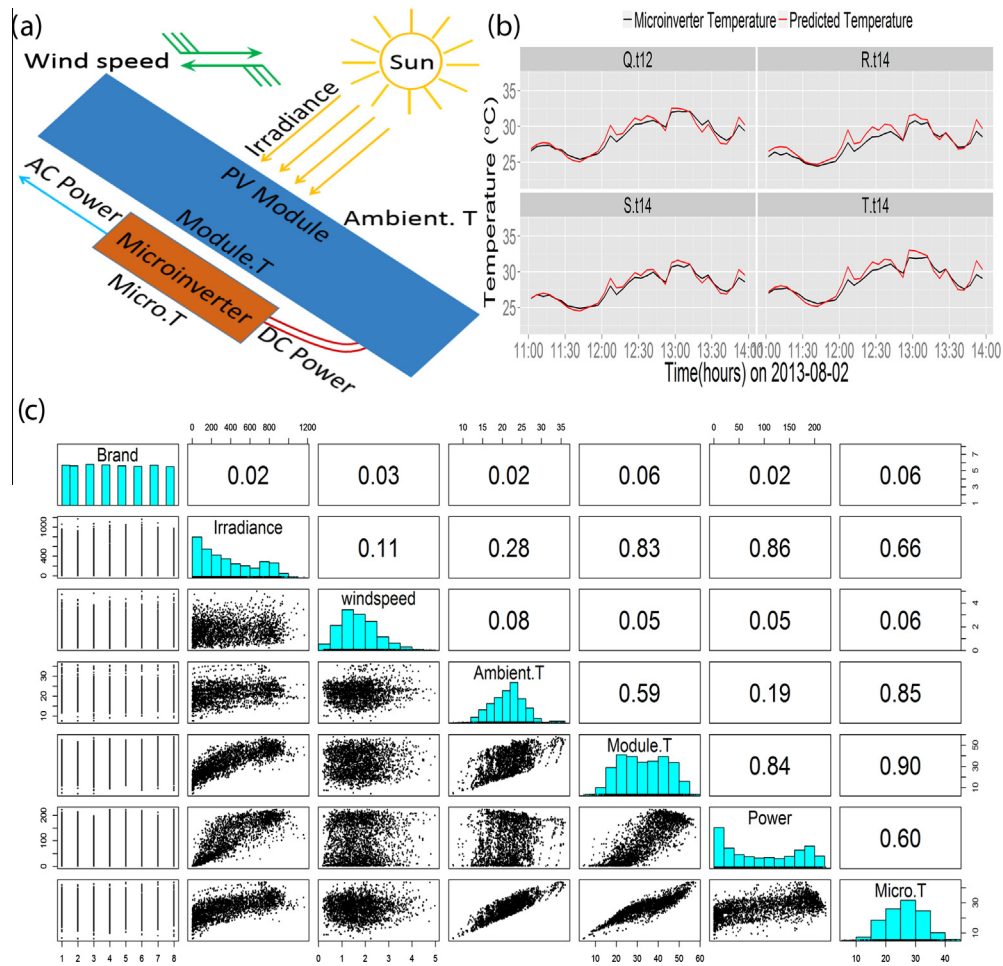 (a)
Wind speed
Sun
Irradiance
PV Module
AC Power
Module.T
Ambient. T
Microinverter
Micro.T
DC Power
(b)
Microinverter Temperature Predicted Temperature
Q.t12 R.t14
35
30
25
S.t14 T.t14
35
30
25
Temperature (°C)
11:00 11:30 12:00 12:30 13:00 13:30 14:00 11:30 12:00 12:30 13:00 13:30 14:00
Time(hours) on 2013-08-02
(c)
0 200 400 600 800 1200
10 15 20 25 30 35
0 50 100 150 200
Brand 0.02 0.03 0.02 0.06 0.02 0.06
1 3 5 7
0 400 1000
Irradiance 0.11 0.28 0.83 0.86 0.66
windspeed 0.08 0.05 0.05 0.06
0 2 4
10 20 30
Ambient.T 0.59 0.19 0.85
Module.T 0.84 0.90
10 30 50 60
0 100 200
Power 0.60
Micro.T
10 20 30
1 2 3 4 5 6 7 8
0 1 2 3 4 5
10 20 30 40 50 60
10 20 30 40